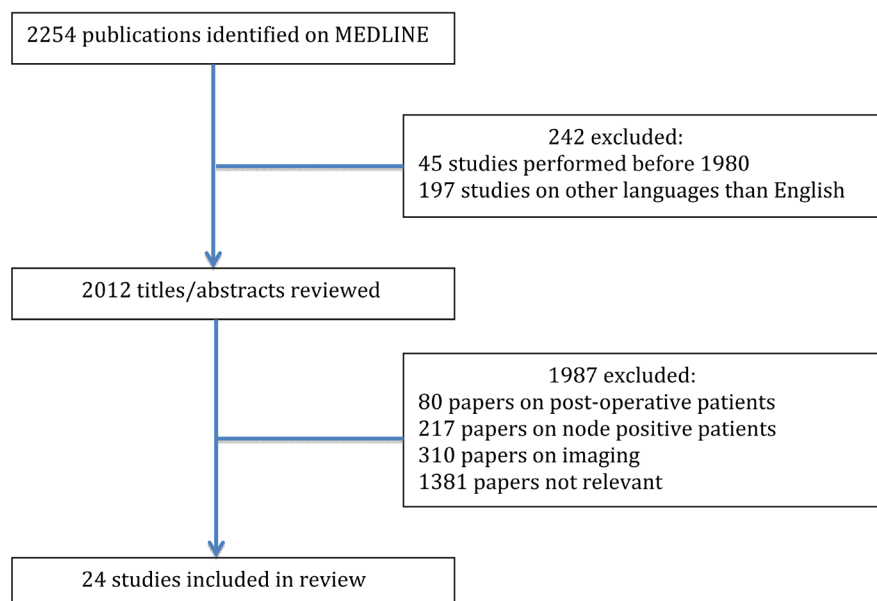 2254 publications identified on MEDLINE
242 excluded:
45 studies performed before 1980
197 studies on other languages than English
2012 titles/abstracts reviewed
1987 excluded:
80 papers on post-operative patients
217 papers on node positive patients
310 papers on imaging
1381 papers not relevant
24 studies included in review